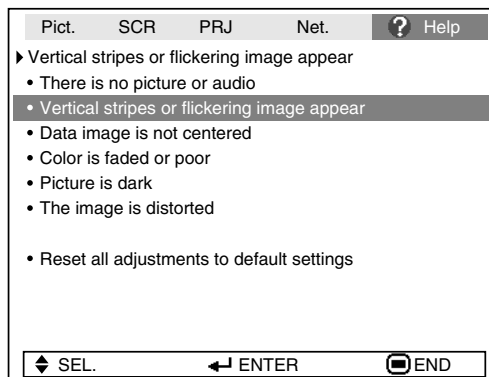 Pict. SCR PRJ Net. ? Help
Vertical stripes or flickering image appear
• There is no picture or audio
• Vertical stripes or flickering image appear
• Data image is not centered
• Color is faded or poor
• Picture is dark
• The image is distorted
• Reset all adjustments to default settings
SEL. ENTER END